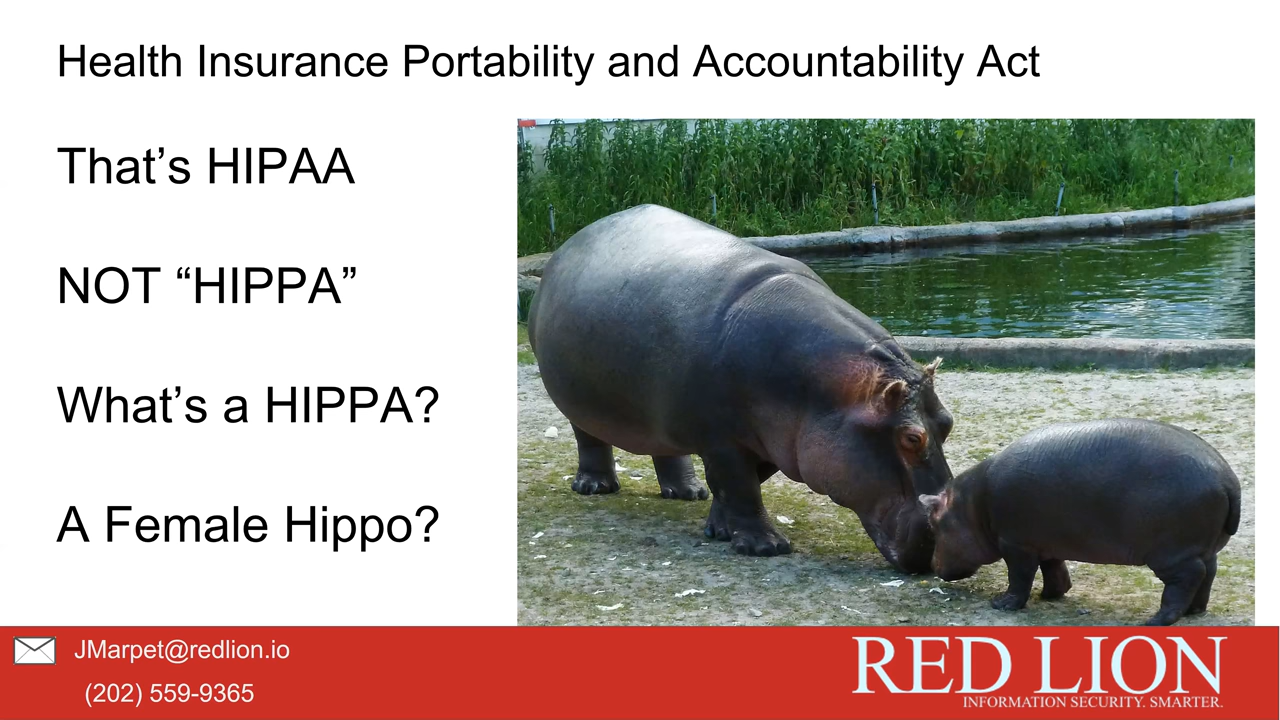 Health Insurance Portability and Accountability Act
That’s HIPAA
NOT “HIPPA”
What’s a HIPPA?
A Female Hippo?
JMarpet@redlion.io
(202) 559-9365
RED LION
INFORMATION SECURITY. SMARTER.